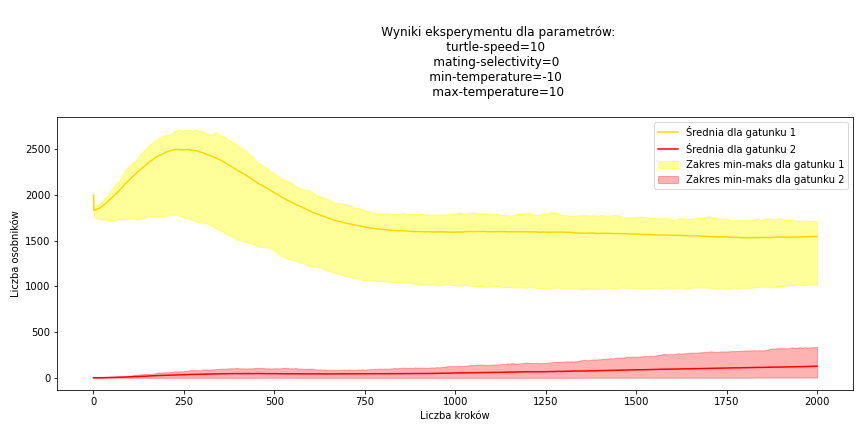 Wyniki eksperymentu dla parametrów:
turtle-speed=10
mating-selectivity=0
min-temperature=-10
max-temperature=10
Średnia dla gatunku 1
Średnia dla gatunku 2
Zakres min-maks dla gatunku 1
Zakres min-maks dla gatunku 2
Liczba osobników
2500
2000
1500
1000
500
0
0 250 500 750 1000 1250 1500 1750 2000
Liczba kroków